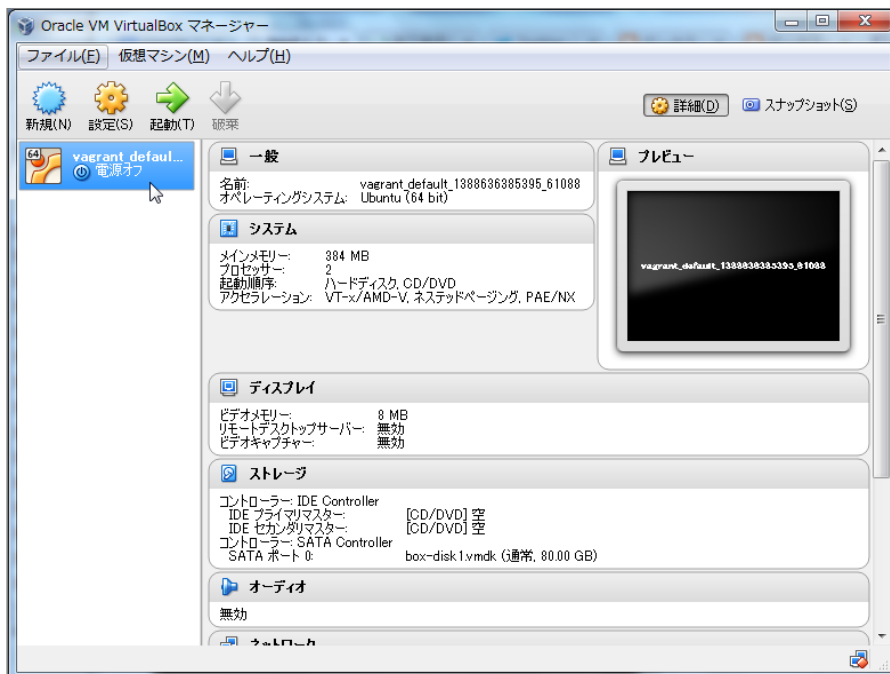 Oracle VM VirtualBox マネージャー
ファイル(F) 仮想マシン(M) ヘルプ(H)
新規(N) 設定(S) 起動(T) 破棄
詳細(D) スナップショット(S)
64 vagrant_defaul...
電源オフ
一般
名前: vagrant_default_1388636385395_61088
オペレーティングシステム: Ubuntu (64 bit)
システム
メインメモリー: 384 MB
プロセッサー: 2
起動順序: ハードディスク, CD/DVD
アクセラレーション: VT-x/AMD-V, ネステッドページング, PAE/NX
プレビュー
vagrant_default_1388636385395_61088
ディスプレイ
ビデオメモリー: 8 MB
リモートデスクトップサーバー: 無効
ビデオキャプチャー: 無効
ストレージ
コントローラー: IDE Controller
IDE プライマリマスター: [CD/DVD] 空
IDE セカンダリマスター: [CD/DVD] 空
コントローラー: SATA Controller
SATA ポート 0: box-disk1.vmdk (通常, 80.00 GB)
オーディオ
無効
ネットワーク